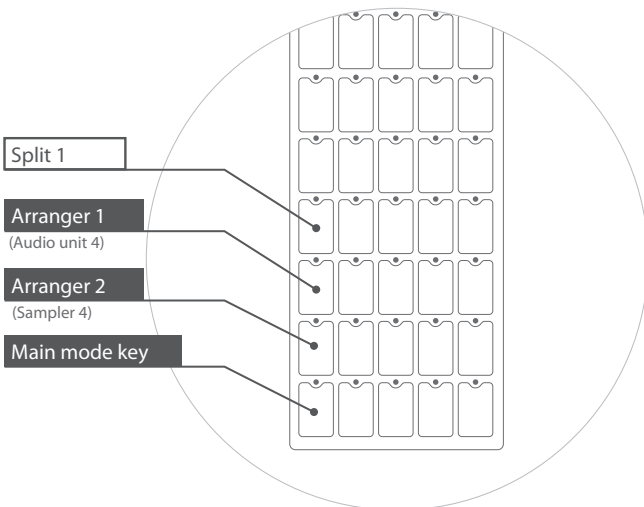 Split 1
Arranger 1
(Audio unit 4)
Arranger 2
(Sampler 4)
Main mode key